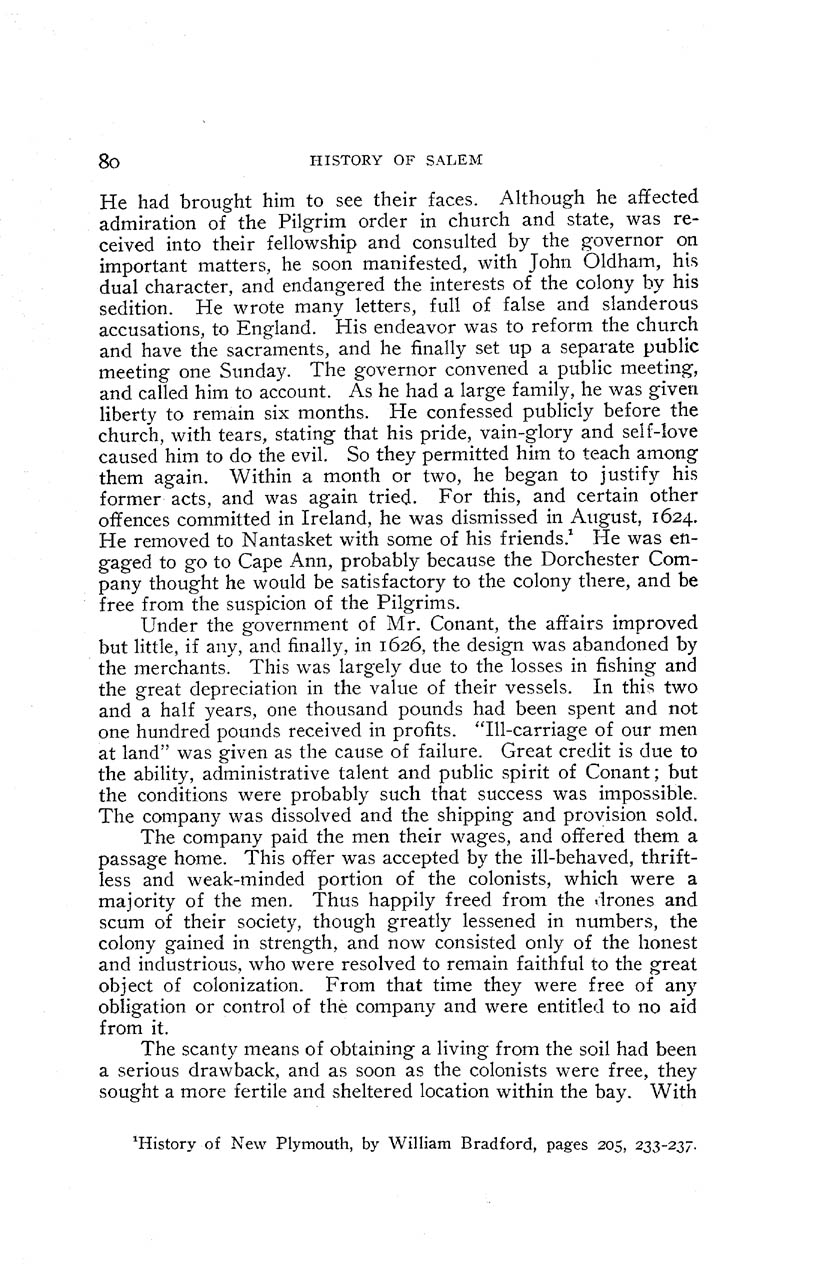 80 HISTORY OF SALEM
He had brought him to see their faces. Although he affected
admiration of the Pilgrim order in church and state, was re-
ceived into their fellowship and consulted by the governor on
important matters, he soon manifested, with John Oldham, his
dual character, and endangered the interests of the colony by his
sedition. He wrote many letters, full of false and slanderous
accusations, to England. His endeavor was to reform the church
and have the sacraments, and he finally set up a separate public
meeting one Sunday. The governor convened a public meeting,
and called him to account. As he had a large family, he was given
liberty to remain six months. He confessed publicly before the
church, with tears, stating that his pride, vain-glory and self-love
caused him to do the evil. So they permitted him to teach among
them again. Within a month or two, he began to justify his
former acts, and was again tried. For this, and certain other
offences committed in Ireland, he was dismissed in August, 1624.
He removed to Nantasket with some of his friends.¹ He was en-
gaged to go to Cape Ann, probably because the Dorchester Com-
pany thought he would be satisfactory to the colony there, and be
free from the suspicion of the Pilgrims.
Under the government of Mr. Conant, the affairs improved
but little, if any, and finally, in 1626, the design was abandoned by
the merchants. This was largely due to the losses in fishing and
the great depreciation in the value of their vessels. In this two
and a half years, one thousand pounds had been spent and not
one hundred pounds received in profits. "Ill-carriage of our men
at land" was given as the cause of failure. Great credit is due to
the ability, administrative talent and public spirit of Conant; but
the conditions were probably such that success was impossible.
The company was dissolved and the shipping and provision sold.
The company paid the men their wages, and offered them a
passage home. This offer was accepted by the ill-behaved, thrift-
less and weak-minded portion of the colonists, which were a
majority of the men. Thus happily freed from the drones and
scum of their society, though greatly lessened in numbers, the
colony gained in strength, and now consisted only of the honest
and industrious, who were resolved to remain faithful to the great
object of colonization. From that time they were free of any
obligation or control of the company and were entitled to no aid
from it.
The scanty means of obtaining a living from the soil had been
a serious drawback, and as soon as the colonists were free, they
sought a more fertile and sheltered location within the bay. With
¹History of New Plymouth, by William Bradford, pages 205, 233-237.